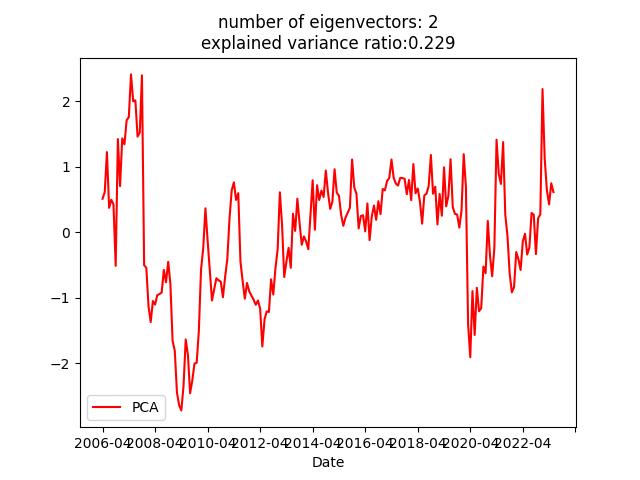 number of eigenvectors: 2
explained variance ratio:0.229
2
1
0
−1
−2
PCA
2006-04 2008-04 2010-04 2012-04 2014-04 2016-04 2018-04 2020-04 2022-04
Date